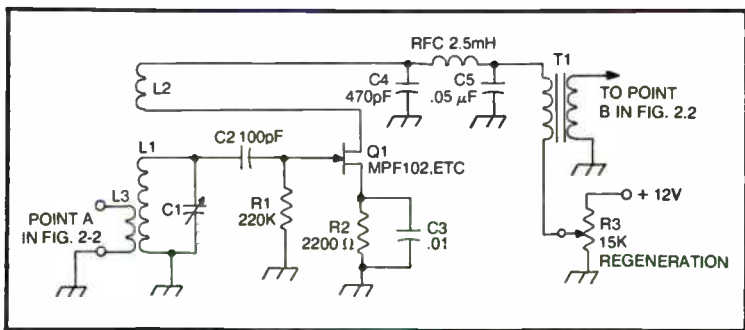 RFC 2.5mH
T1
L2
C4
470pF
C5
.05 µF
TO POINT
B IN FIG. 2.2
C2 100pF
L1
Q1
MPF102,ETC
+ 12V
L3
C1
R1
220K
R2
2200 Ω
C3
.01
R3
15K
REGENERATION
POINT A
IN FIG. 2-2